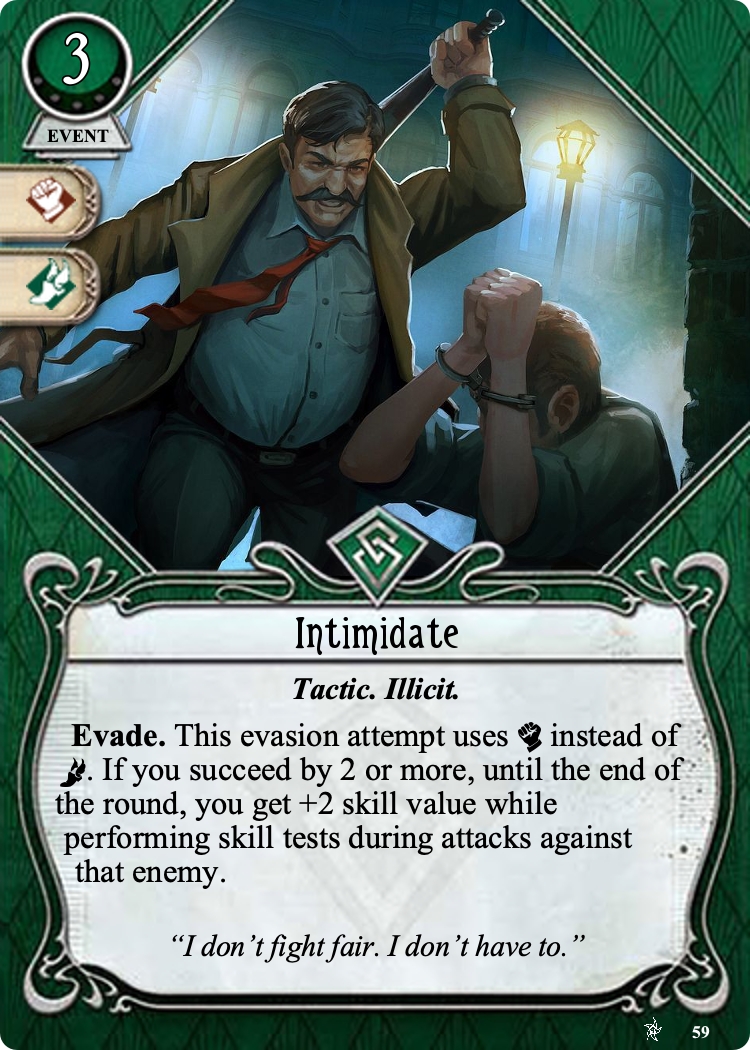 3
EVENT
Intimidate
Tactic. Illicit.
Evade. This evasion attempt uses instead of
. If you succeed by 2 or more, until the end of
the round, you get +2 skill value while
performing skill tests during attacks against
that enemy.
“I don’t fight fair. I don’t have to.”
59